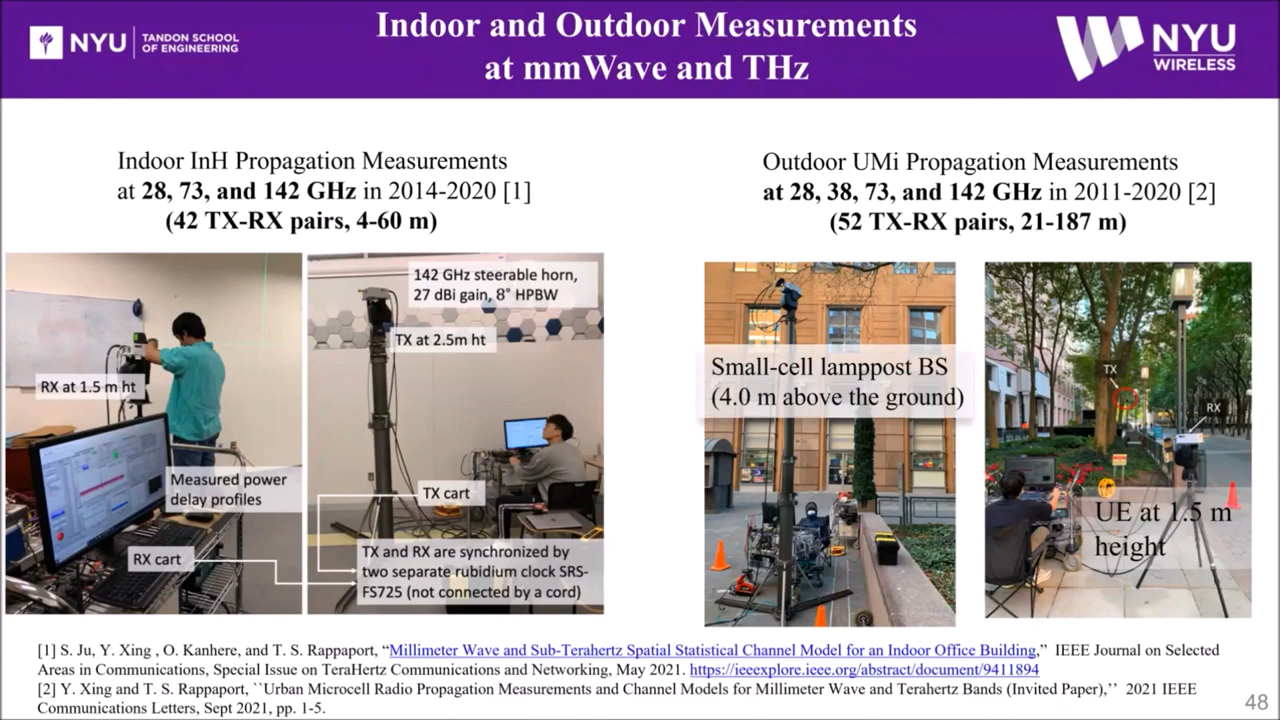 NYU
TANDON SCHOOL
OF ENGINEERING
Indoor and Outdoor Measurements
at mmWave and THz
NYU
WIRELESS
Indoor InH Propagation Measurements
at 28, 73, and 142 GHz in 2014-2020 [1]
(42 TX-RX pairs, 4-60 m)
Outdoor UMi Propagation Measurements
at 28, 38, 73, and 142 GHz in 2011-2020 [2]
(52 TX-RX pairs, 21-187 m)
RX at 1.5 m ht
Measured power
delay profiles
RX cart
142 GHz steerable horn,
27 dBi gain, 8° HPBW
TX at 2.5m ht
TX cart
TX and RX are synchronized by
two separate rubidium clock SRS-
FS725 (not connected by a cord)
Small-cell lamppost BS
(4.0 m above the ground)
TX
RX
UE at 1.5 m
height
[1] S. Ju, Y. Xing , O. Kanhere, and T. S. Rappaport, “Millimeter Wave and Sub-Terahertz Spatial Statistical Channel Model for an Indoor Office Building,” IEEE Journal on Selected
Areas in Communications, Special Issue on TeraHertz Communications and Networking, May 2021. https://ieeexplore.ieee.org/abstract/document/9411894
[2] Y. Xing and T. S. Rappaport, ``Urban Microcell Radio Propagation Measurements and Channel Models for Millimeter Wave and Terahertz Bands (Invited Paper),’’ 2021 IEEE
Communications Letters, Sept 2021, pp. 1-5.
48